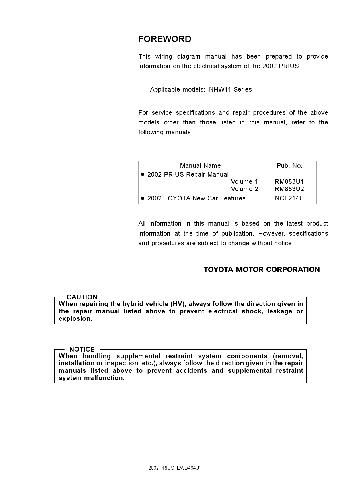 FOREWORD
This wiring diagram manual has been prepared to provide
information on the electrical system of the 2002 PRIUS.
Applicable models: NHW11 Series
For service specifications and repair procedures of the above
models other than those listed in this manual, refer to the
following manuals.
Manual Name Pub. No.
■ 2002 PRIUS Repair Manual
Volume 1 RM883U1
Volume 2 RM883U2
■ 2002 TOYOTA New Car Features
All information in this manual is based on the latest product
information at the time of publication. However, specifications
and procedures are subject to change without notice.
TOYOTA MOTOR CORPORATION
CAUTION
When repairing the hybrid vehicle (HV), always follow the direction given in
the repair manual listed above to prevent electrical shock, leakage or
explosion.
NOTICE
When handling supplemental restraint system components (removal,
installation or inspection, etc.), always follow the direction given in the repair
manuals listed above to prevent accidents and supplemental restraint
system malfunction.